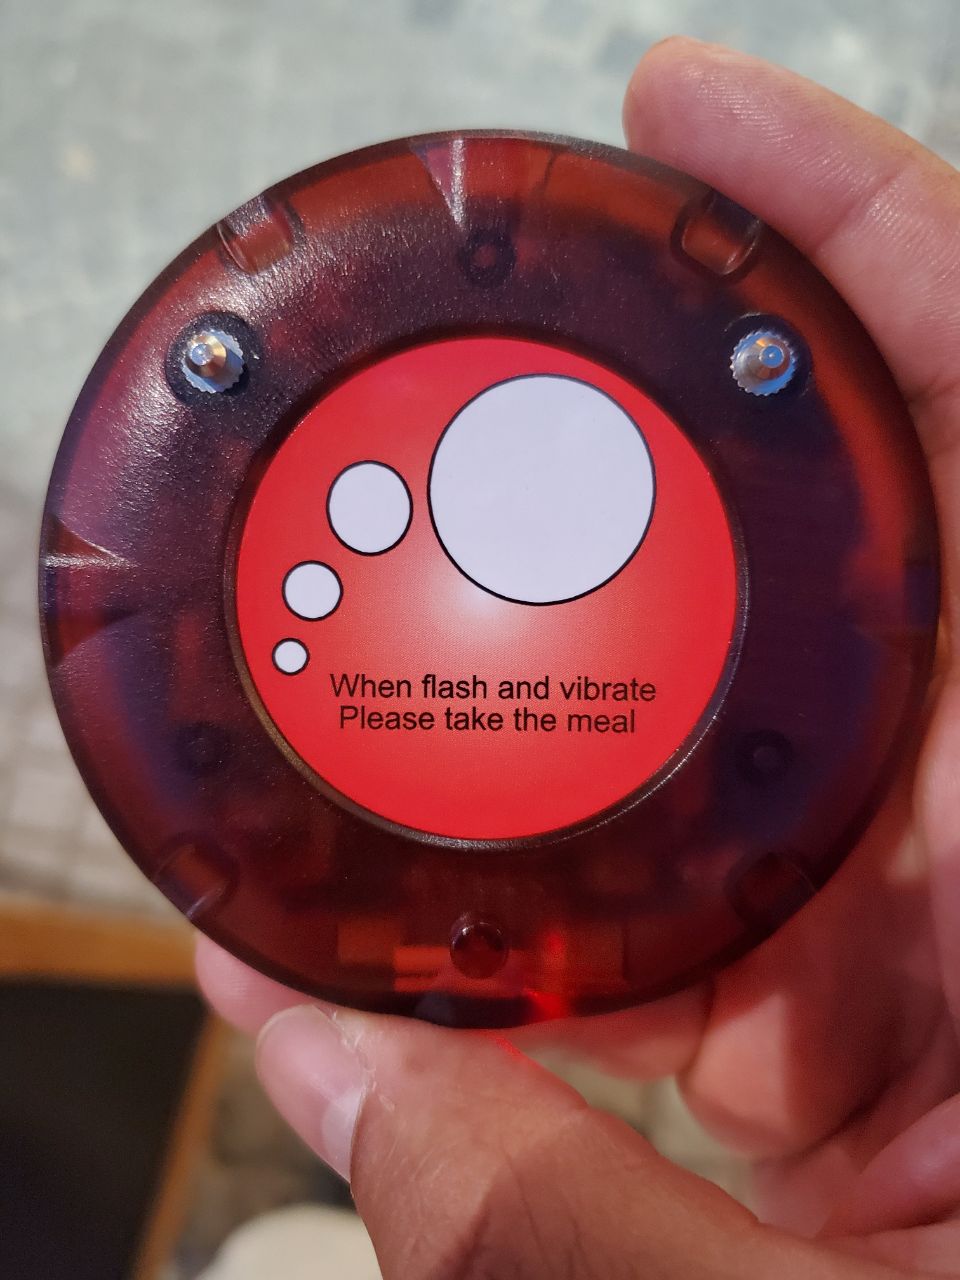 When flash and vibrate
Please take the meal